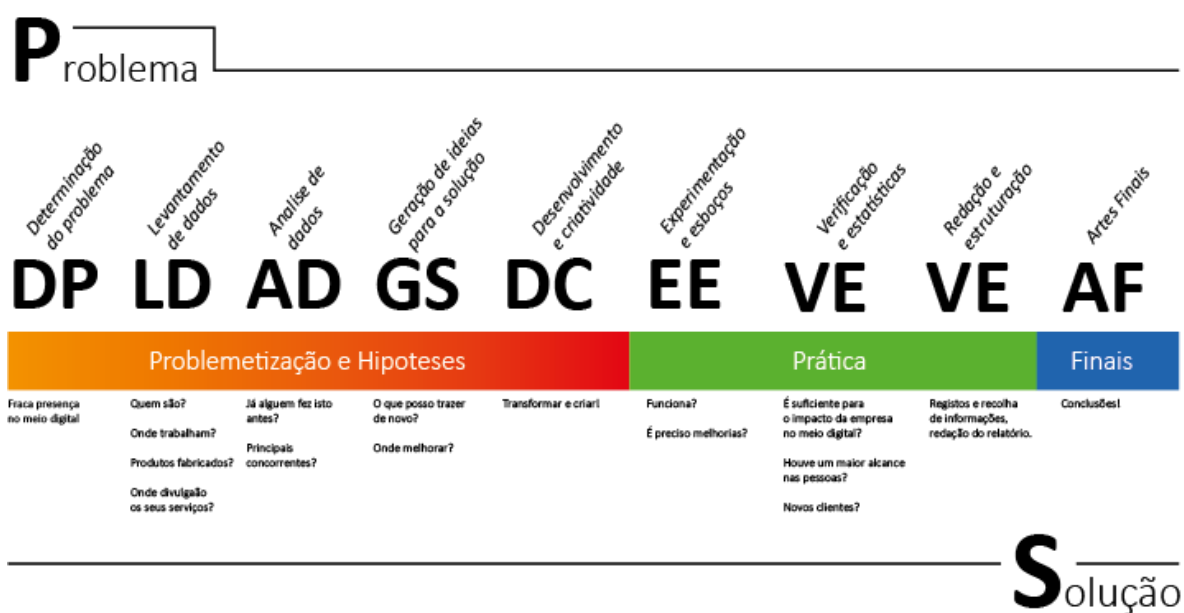 Problema
Determinação
do problema
Levantamento
de dados
Analise de
dados
Geração de ideias
para a solução
Desenvolvimento
e criatividade
Experimentação
e esboços
Verificação
e estatísticas
Redação e
estruturação
Artes Finais
DP LD AD GS DC EE VE VE AF
Problemetização e Hipoteses
Prática
Finais
Fraca presença
no meio digital
Quem são?
Onde trabalham?
Produtos fabricados?
Onde divulgaão
os seus serviços?
Já alguem fez isto
antes?
Principais
concorrentes?
O que posso trazer
de novo?
Onde melhorar?
Transformar e criar!
Funciona?
É preciso melhorias?
É suficiente para
o impacto da empresa
no meio digital?
Houve um maior alcance
nas pessoas?
Novos clientes?
Registos e recolha
de informações,
redação do relatório.
Conclusões!
Solução